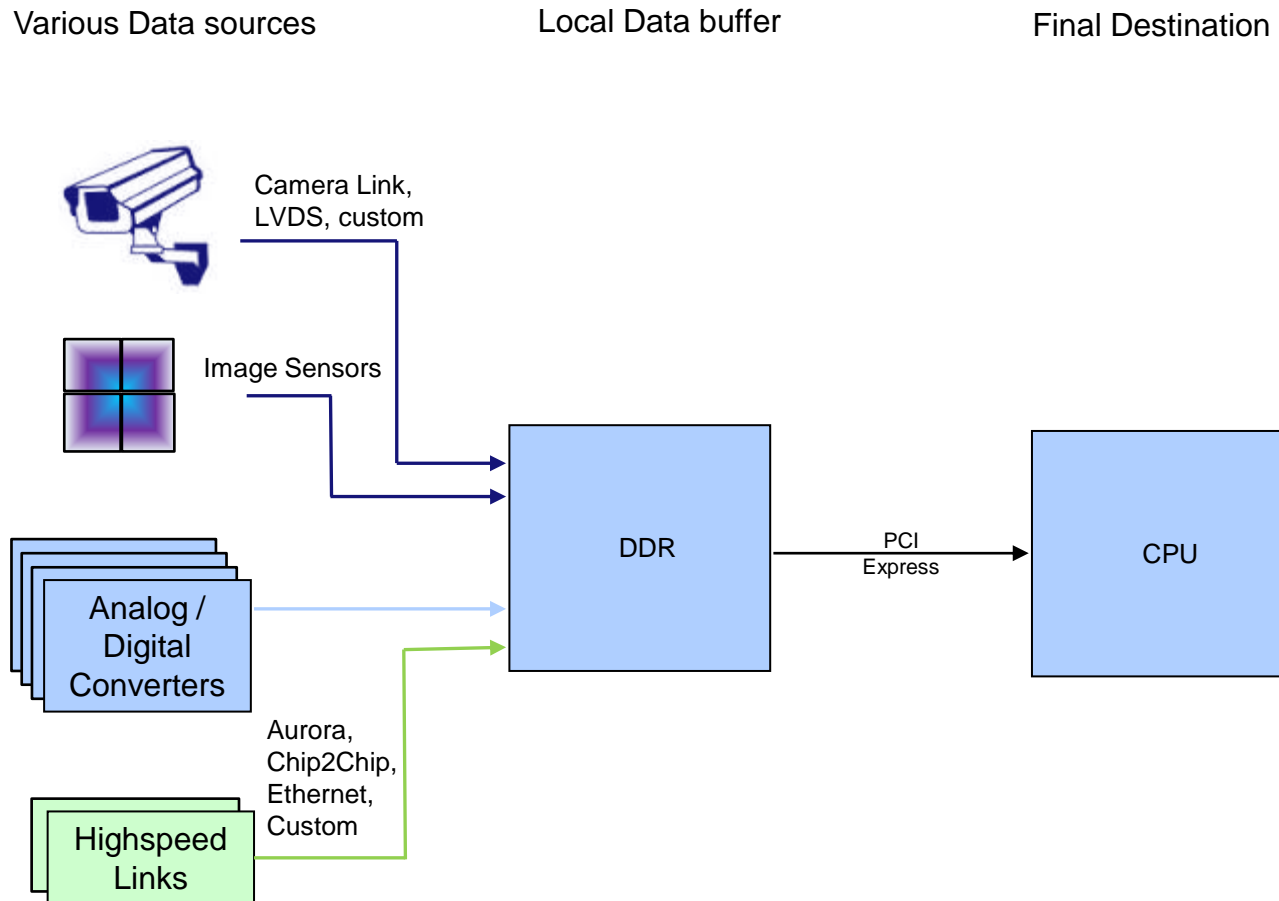 Various Data sources
Local Data buffer
Final Destination
Camera Link,
LVDS, custom
Image Sensors
DDR
PCI
Express
CPU
Analog /
Digital
Converters
Aurora,
Chip2Chip,
Ethernet,
Custom
Highspeed
Links